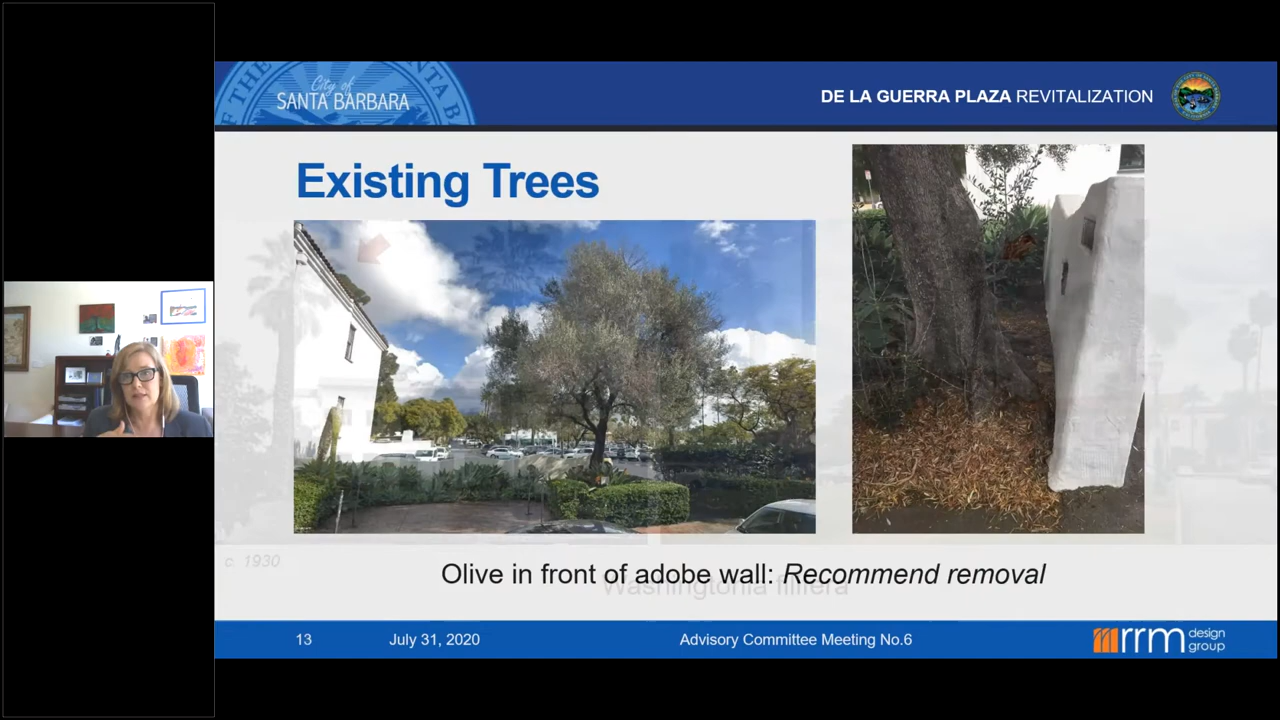 City of
SANTA BARBARA
DE LA GUERRA PLAZA REVITALIZATION
Existing Trees
c. 1930
Olive in front of adobe wall: Recommend removal
Washingtonia filifera
13 July 31, 2020 Advisory Committee Meeting No.6
rrm design group